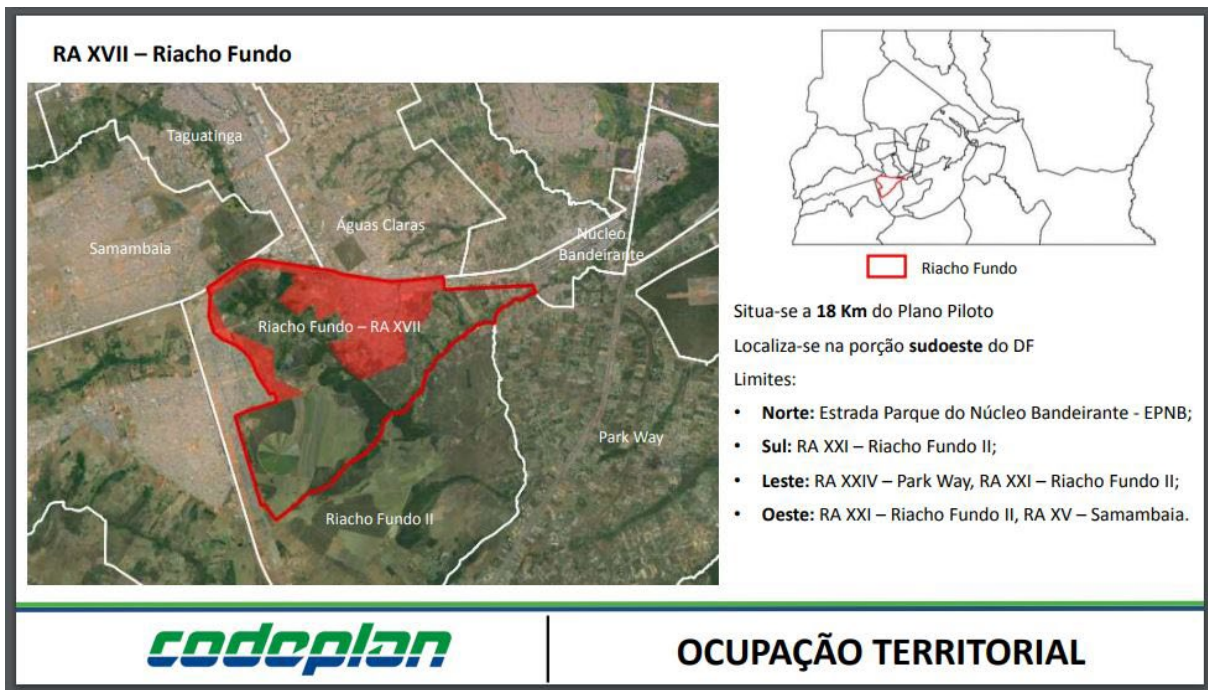 RA XVII – Riacho Fundo
Taguatinga
Águas Claras
Samambaia
Núcleo
Bandeirante
Riacho Fundo – RA XVII
Park Way
Riacho Fundo II
Riacho Fundo
Situa-se a 18 Km do Plano Piloto
Localiza-se na porção sudoeste do DF
Limites:
• Norte: Estrada Parque do Núcleo Bandeirante - EPNB;
• Sul: RA XXI – Riacho Fundo II;
• Leste: RA XXIV – Park Way, RA XXI – Riacho Fundo II;
• Oeste: RA XXI – Riacho Fundo II, RA XV – Samambaia.
codeplan
OCUPAÇÃO TERRITORIAL